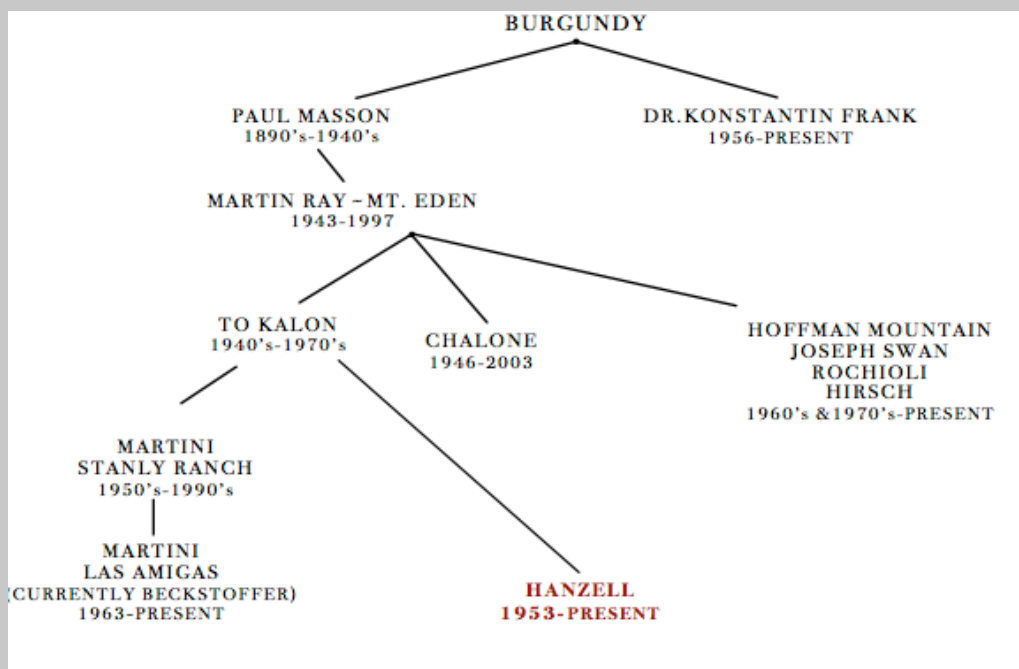 BURGUNDY
PAUL MASSON
1890's-1940's
DR.KONSTANTIN FRANK
1956-PRESENT
MARTIN RAY ~ MT. EDEN
1943-1997
TO KALON
1940's-1970's
CHALONE
1946-2003
HOFFMAN MOUNTAIN
JOSEPH SWAN
ROCHIOLI
HIRSCH
1960's &1970's-PRESENT
MARTINI
STANLY RANCH
1950's-1990's
MARTINI
LAS AMIGAS
(CURRENTLY BECKSTOFFER)
1963-PRESENT
HANZELL
1953-PRESENT